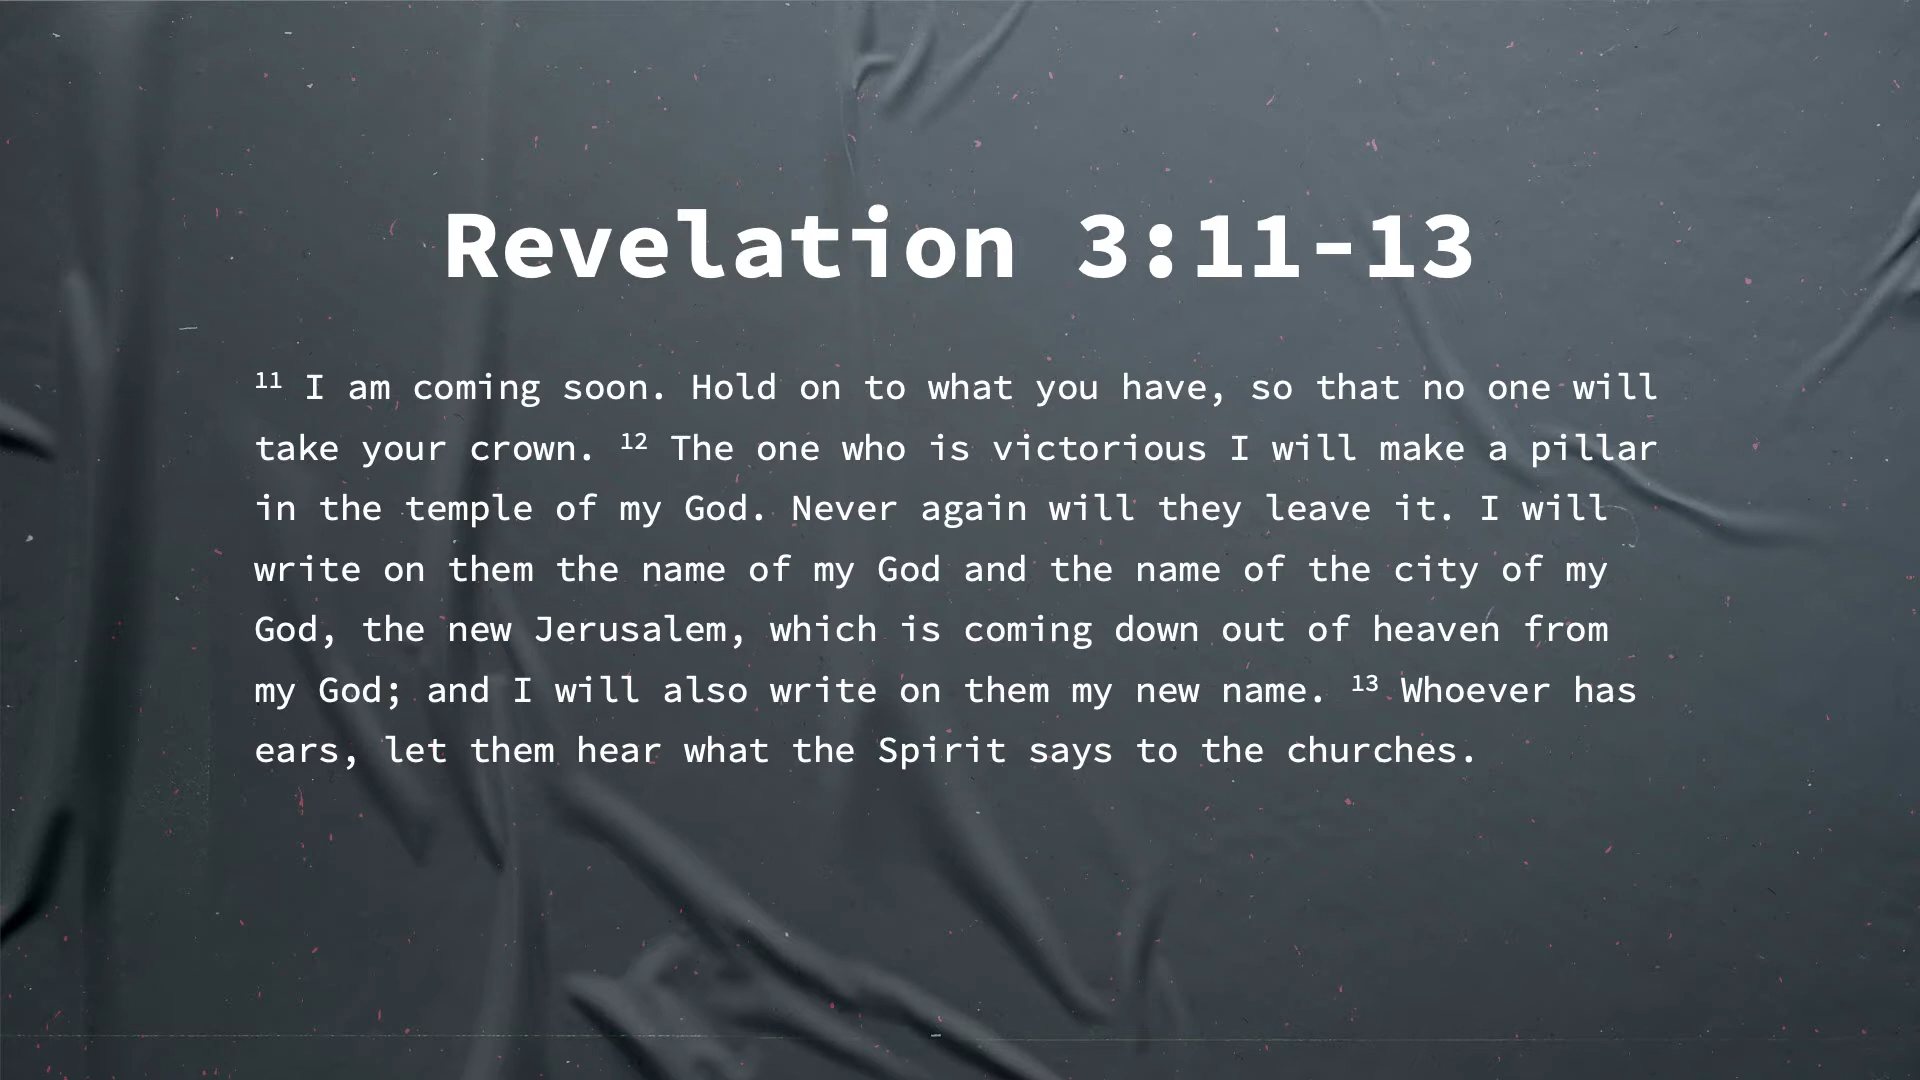 Revelation 3:11-13
¹¹ I am coming soon. Hold on to what you have, so that no one will
take your crown. ¹² The one who is victorious I will make a pillar
in the temple of my God. Never again will they leave it. I will
write on them the name of my God and the name of the city of my
God, the new Jerusalem, which is coming down out of heaven from
my God; and I will also write on them my new name. ¹³ Whoever has
ears, let them hear what the Spirit says to the churches.